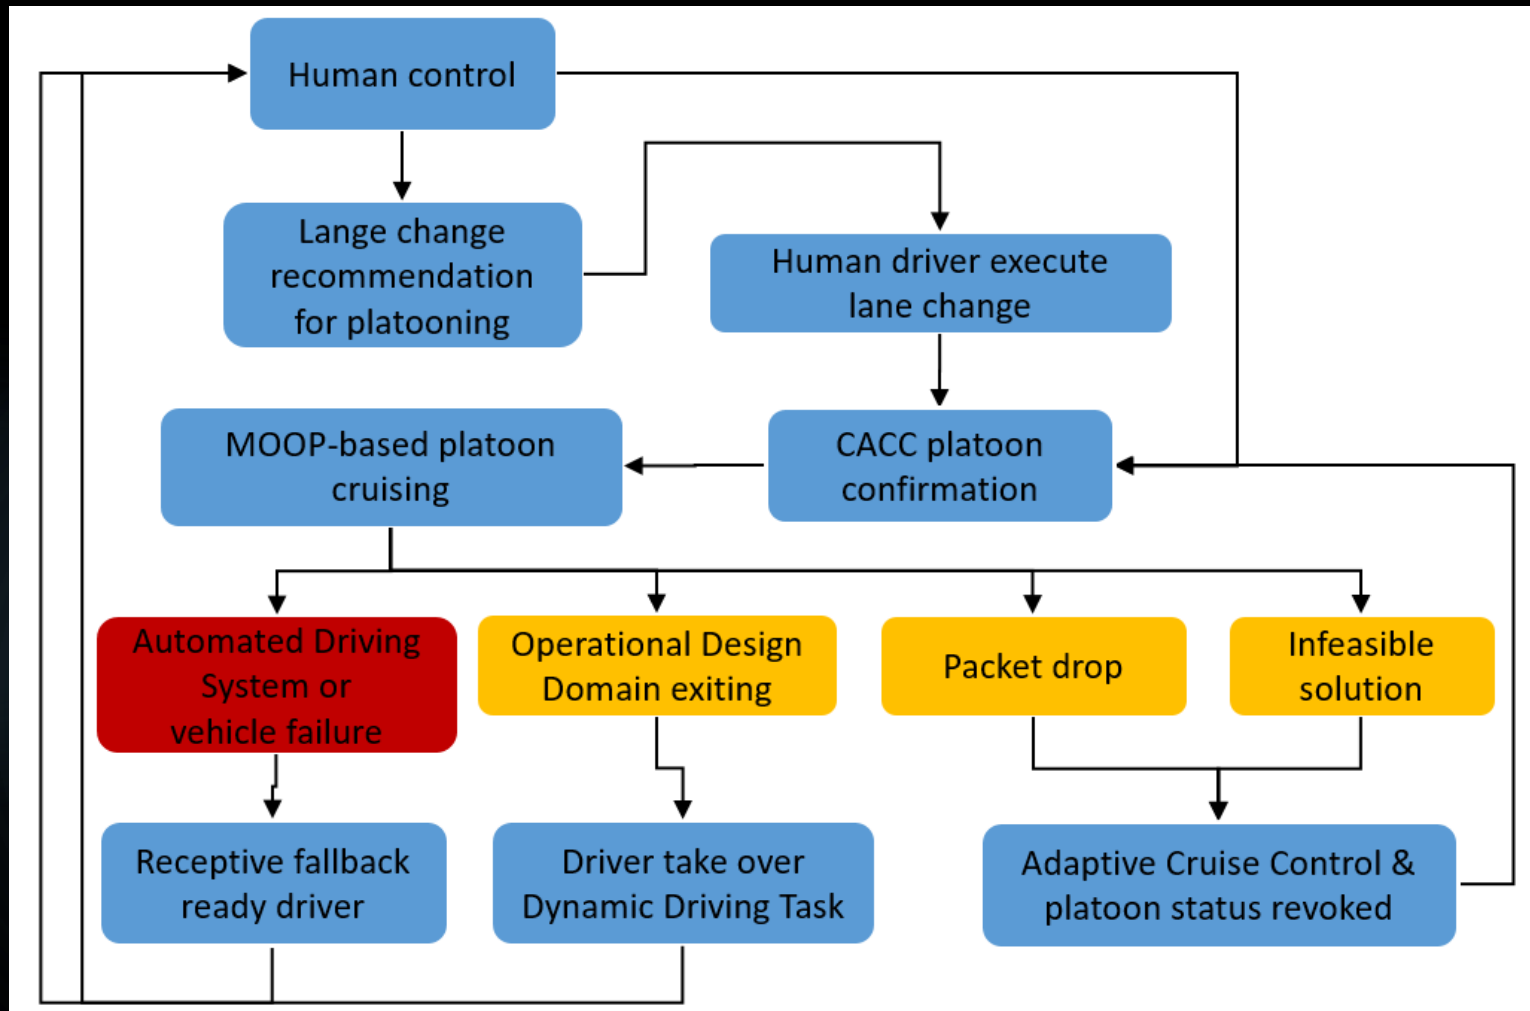 Human control
Lange change
recommendation
for platooning
Human driver execute
lane change
MOOP-based platoon
cruising
CACC platoon
confirmation
Automated Driving
System or
vehicle failure
Operational Design
Domain exiting
Packet drop
Infeasible
solution
Receptive fallback
ready driver
Driver take over
Dynamic Driving Task
Adaptive Cruise Control &
platoon status revoked